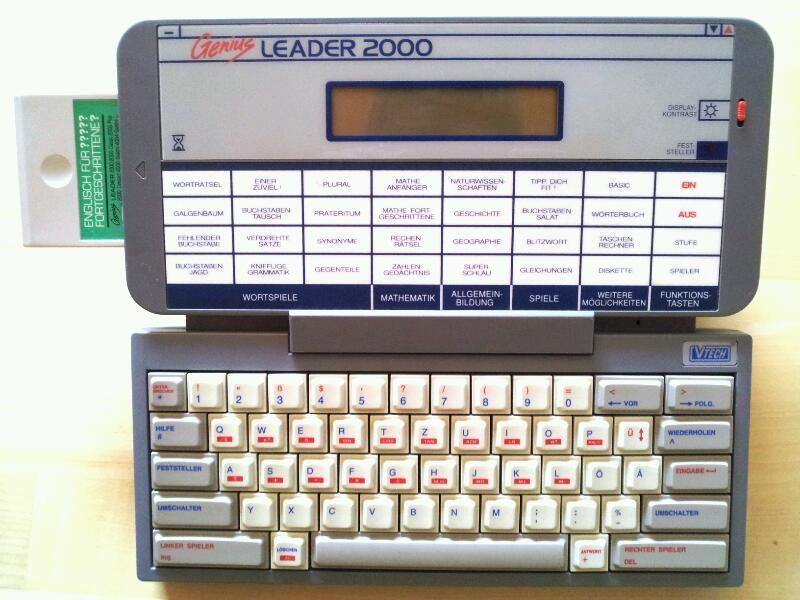 Genius LEADER 2000
DISPLAY-
KONTRAST
FEST-
STELLER
ENGLISCH FÜR ?????
FORTGESCHRITTENE?
Genius LEADER
WORTRÄTSEL
EINER
ZUVIEL!
PLURAL
MATHE
ANFÄNGER
NATURWISSEN-
SCHAFTEN
TIPP DICH
FIT!
BASIC
EIN
GALGENBAUM
BUCHSTABEN-
TAUSCH
PRÄTERITUM
MATHE FORT
GESCHRITTENE
GESCHICHTE
BUCHSTABEN-
SALAT
WÖRTERBUCH
AUS
FEHLENDER
BUCHSTABE
VERDREHTE
SÄTZE
SYNONYME
RECHEN-
RÄTSEL
GEOGRAPHIE
BLITZWORT
TASCHEN-
RECHNER
STUFE
BUCHSTABEN-
JAGD
KNIFFLIGE
GRAMMATIK
GEGENTEILE
ZAHLEN-
GEDÄCHTNIS
SUPER
SCHLAU
GLEICHUNGEN
DISKETTE
SPIELER
WORTSPIELE
MATHEMATIK
ALLGEMEIN-
BILDUNG
SPIELE
WEITERE
MÖGLICHKEITEN
FUNKTIONS-
TASTEN
VTECH
! " ß $ ' ? / ( ) = < >
* 1 2 3 4 5 6 7 8 9 0 ← VOR → FOLG.
HILFE
#
Q W E R T Z U I O P Ü
WIEDERHOLEN
^
FESTSTELLER A S D F G H J K L Ö Ä EINGABE
UMSCHALTER Y X C V B N M ; , : . % - UMSCHALTER
LINKER SPIELER
INS
LÖSCHEN
ANTWORT
+
RECHTER SPIELER
DEL